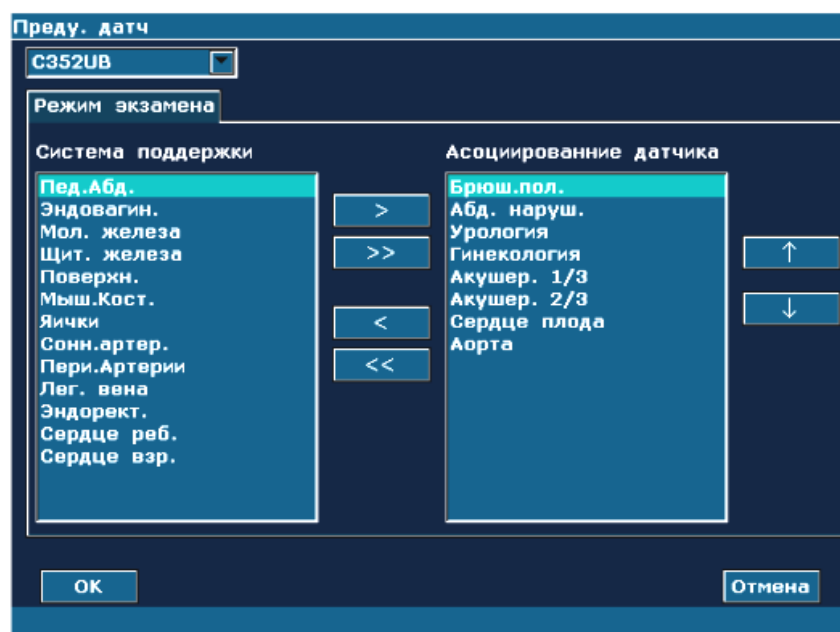 Преду. датч
C352UB
Режим экзамена
Система поддержки
Пед.Абд.
Эндовагин.
Мол. железа
Щит. железа
Поверхн.
Мыш.Кост.
Яички
Сонн.артер.
Пери.Артерии
Лег. вена
Эндорект.
Сердце реб.
Сердце взр.
>
>>
<
<<
Асоциированние датчика
Брюш.пол.
Абд. наруш.
Урология
Гинекология
Акушер. 1/3
Акушер. 2/3
Сердце плода
Аорта
↑
↓
OK
Отмена